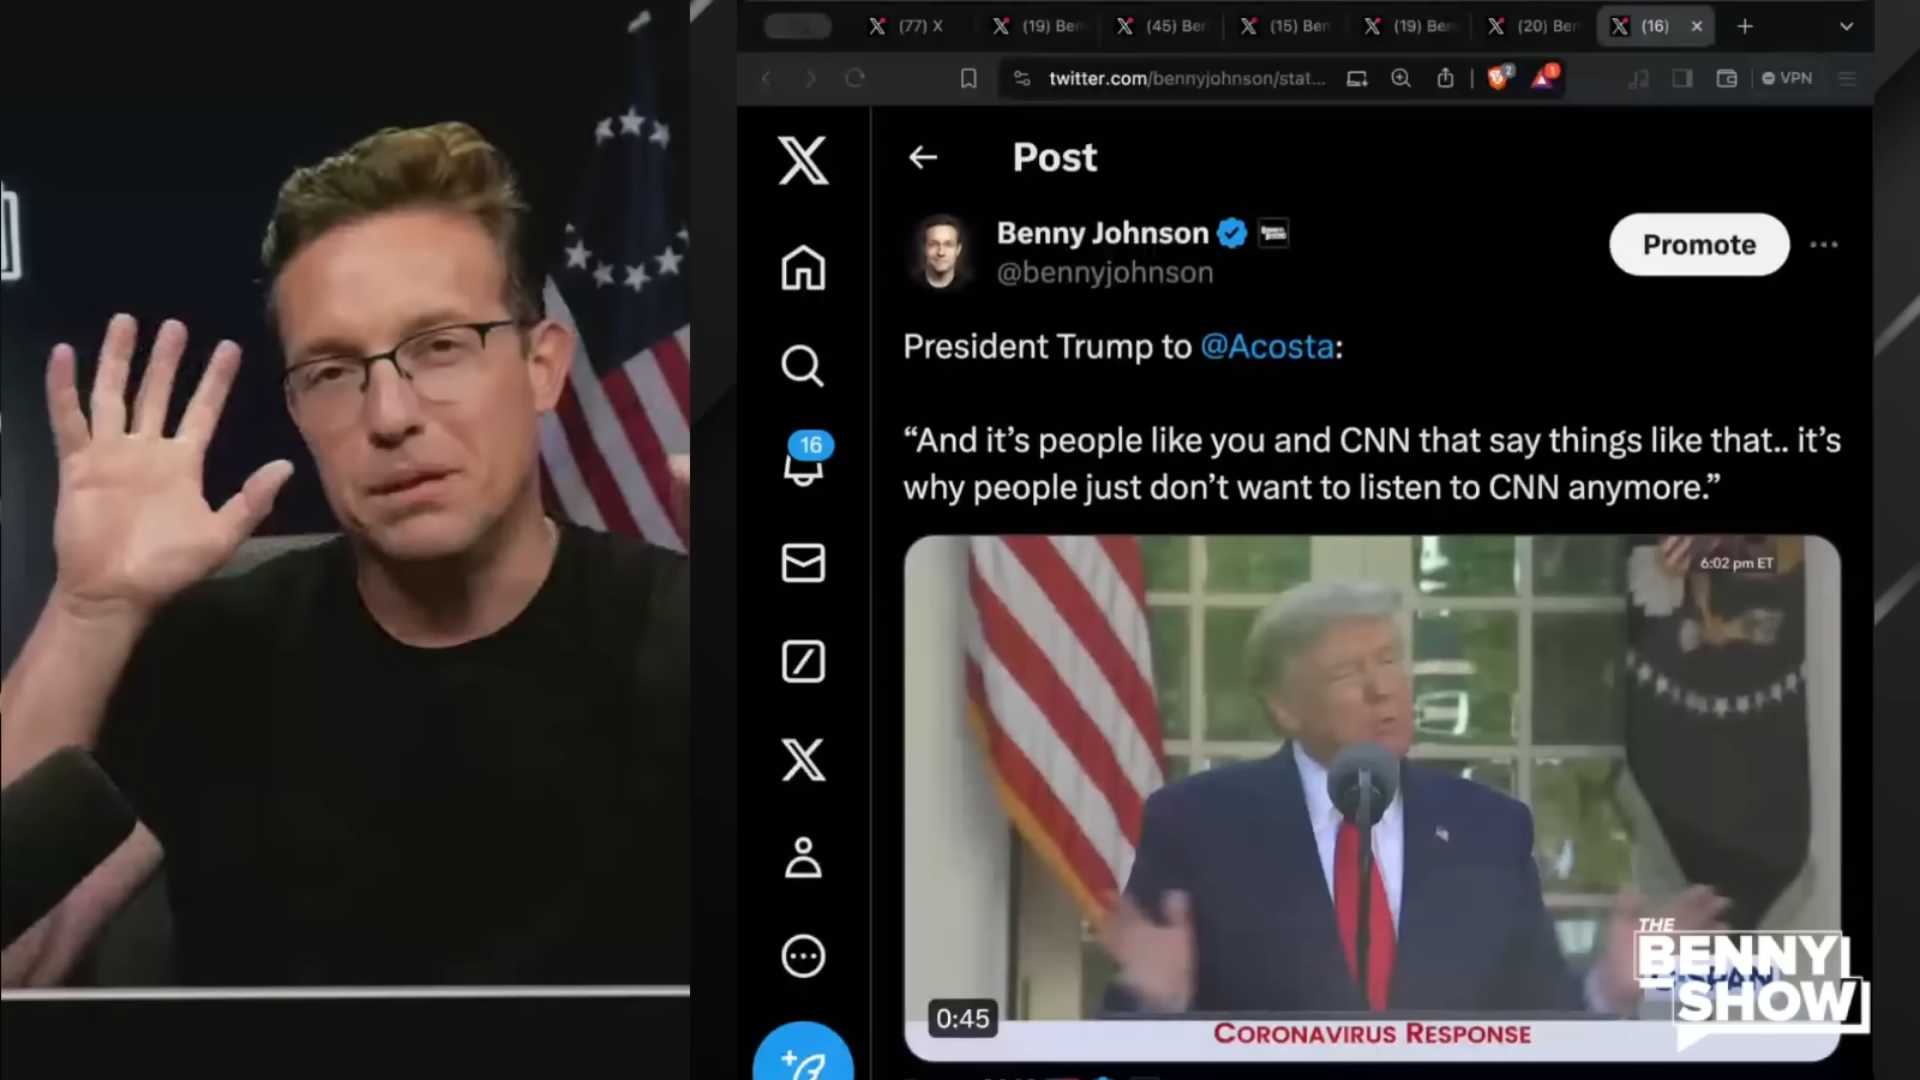 (77) X
(19) Ben
(45) Ber
(15) Ben
(19) Ben
(20) Ben
(16)
twitter.com/bennyjohnson/stat...
2
1
VPN
Post
Benny Johnson
@bennyjohnson
Promote
President Trump to @Acosta:
“And it’s people like you and CNN that say things like that.. it’s
why people just don’t want to listen to CNN anymore.”
16
6:02 pm ET
0:45
CORONAVIRUS RESPONSE
THE
BENNY
SHOW